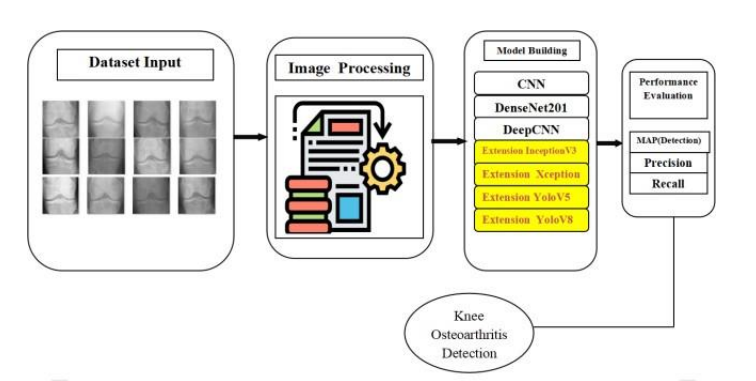 Dataset Input
Image Processing
Model Building
CNN
DenseNet201
DeepCNN
Extension InceptionV3
Extension Xception
Extension YoloV5
Extension YoloV8
Performance
Evaluation
MAP(Detection)
Precision
Recall
Knee
Osteoarthritis
Detection